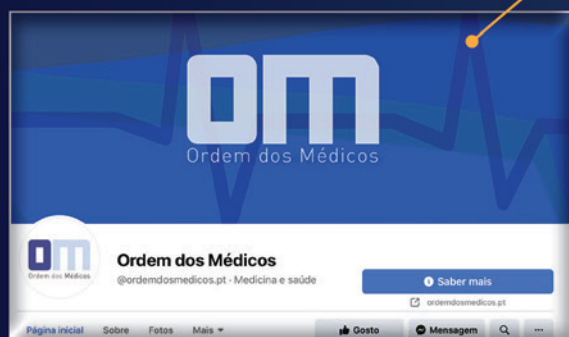 om
Ordem dos Médicos
om
Ordem dos Médicos
Ordem dos Médicos
@ordemdosmedicos.pt · Medicina e saúde
Saber mais
ordemdosmedicos.pt
Página inicial Sobre Fotos Mais
Gosto Mensagem